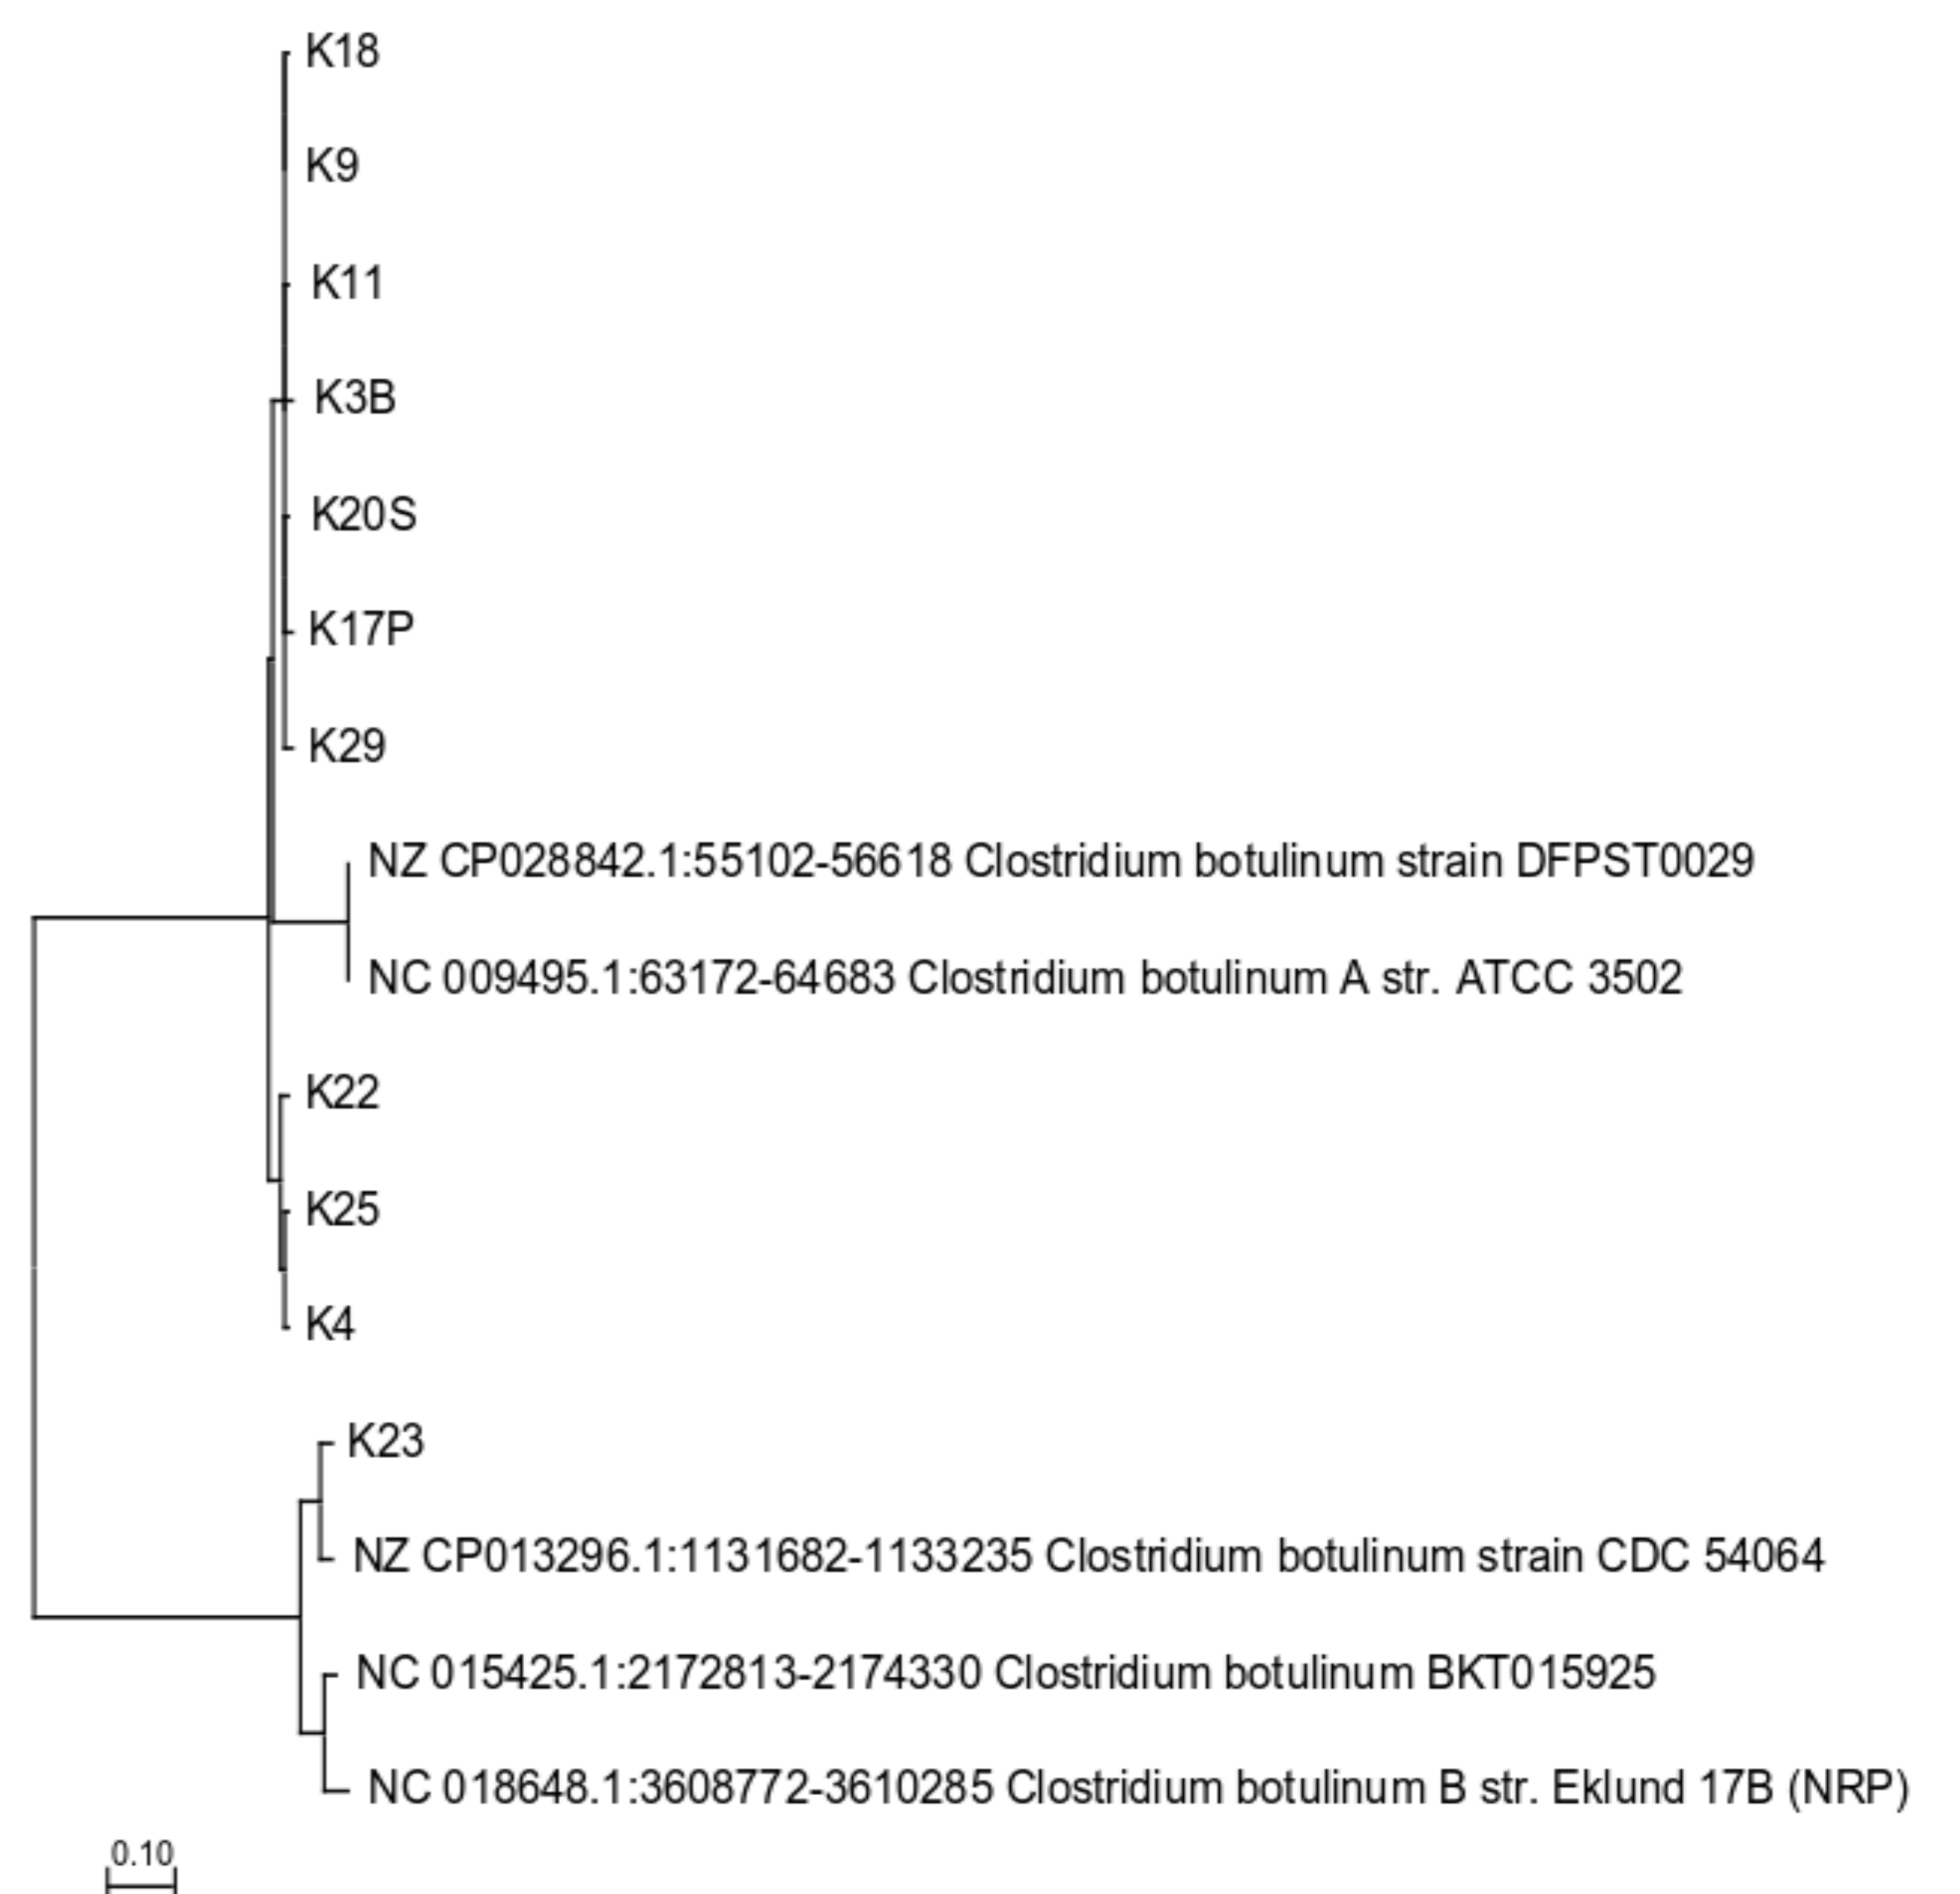 K18
K9
K11
K3B
K20S
K17P
K29
NZ CP028842.1:55102-56618 Clostridium botulinum strain DFPST0029
NC 009495.1:63172-64683 Clostridium botulinum A str. ATCC 3502
K22
K25
K4
K23
NZ CP013296.1:1131682-1133235 Clostridium botulinum strain CDC 54064
NC 015425.1:2172813-2174330 Clostridium botulinum BKT015925
NC 018648.1:3608772-3610285 Clostridium botulinum B str. Eklund 17B (NRP)
0.10